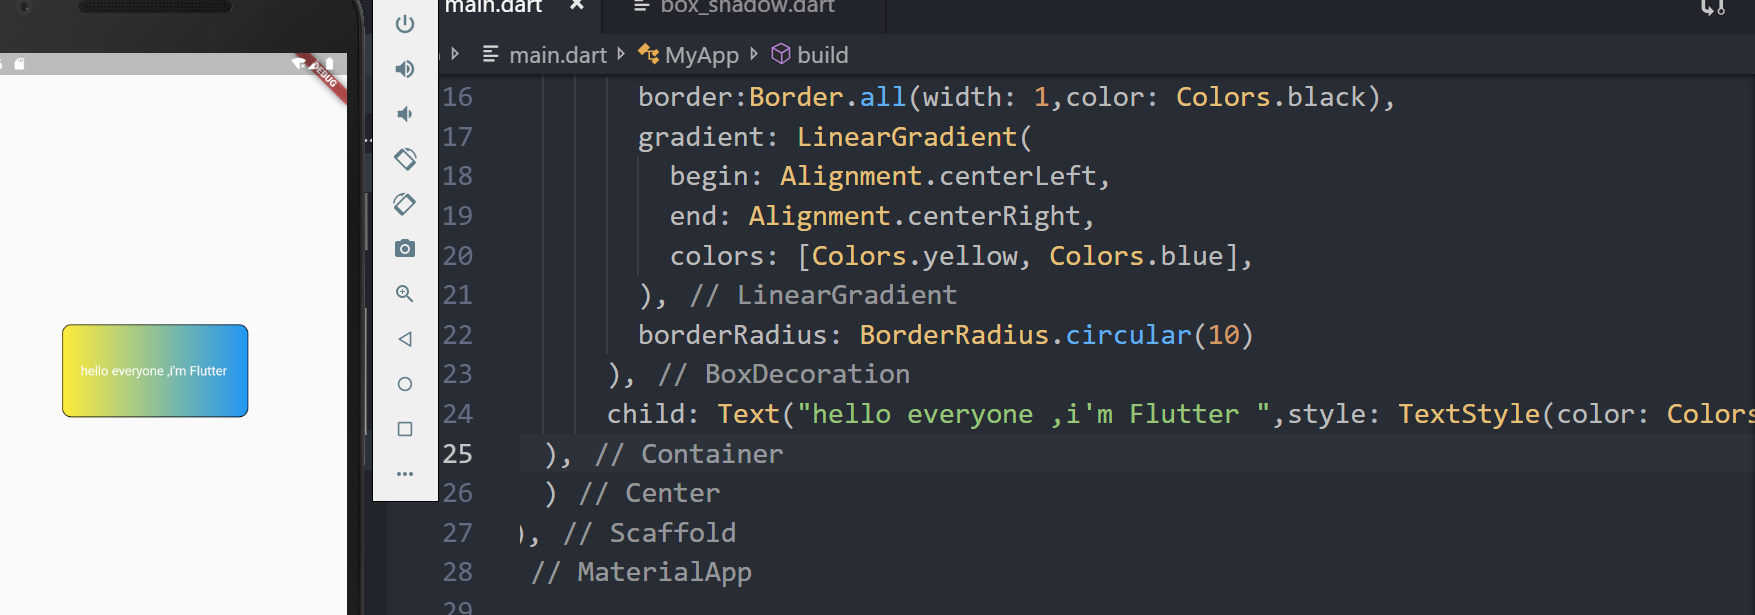 DEBUG
hello everyone ,i'm Flutter
main.dart
box_shadow.dart
main.dart MyApp build
16 border:Border.all(width: 1,color: Colors.black),
17 gradient: LinearGradient(
18 begin: Alignment.centerLeft,
19 end: Alignment.centerRight,
20 colors: [Colors.yellow, Colors.blue],
21 ), // LinearGradient
22 borderRadius: BorderRadius.circular(10)
23 ), // BoxDecoration
24 child: Text("hello everyone ,i'm Flutter ",style: TextStyle(color: Colors
25 ), // Container
26 ) // Center
27 ), // Scaffold
28 // MaterialApp
29